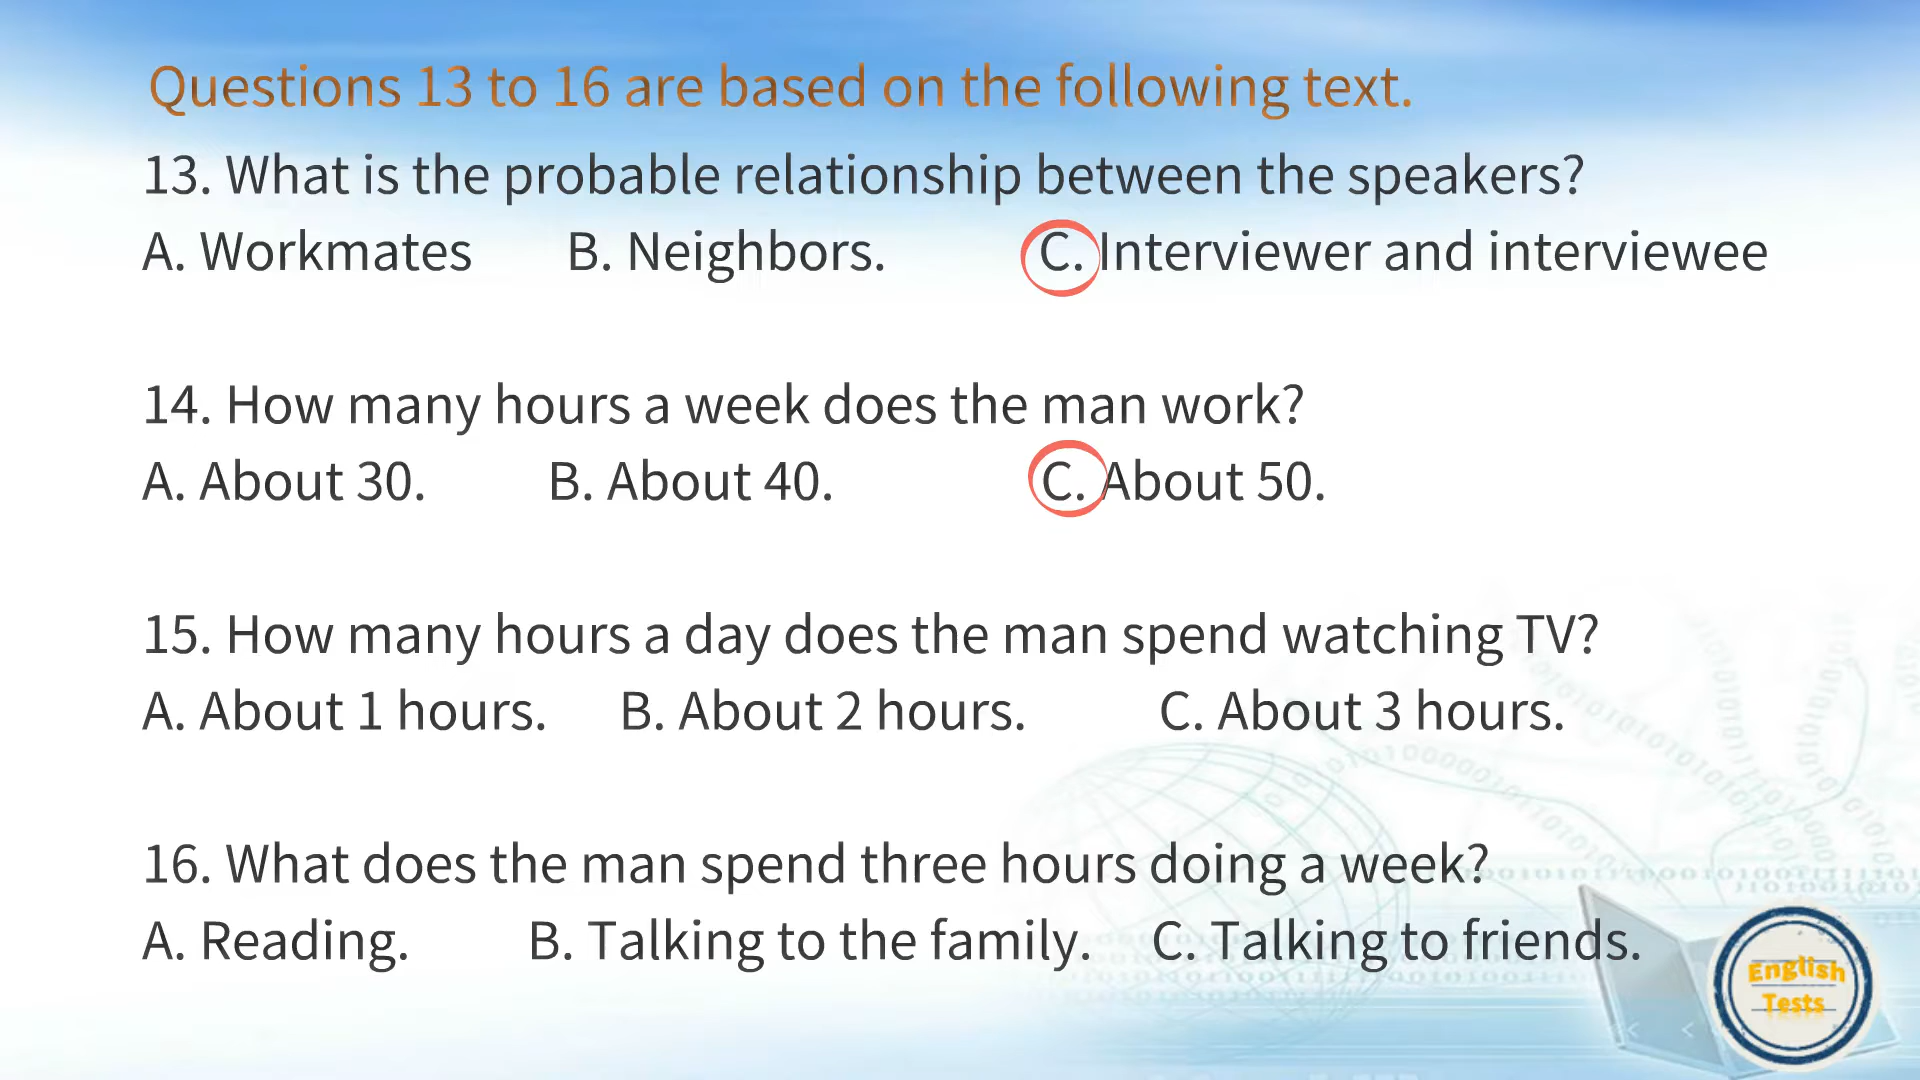 Questions 13 to 16 are based on the following text.
13. What is the probable relationship between the speakers?
A. Workmates B. Neighbors. C. Interviewer and interviewee
14. How many hours a week does the man work?
A. About 30. B. About 40. C. About 50.
15. How many hours a day does the man spend watching TV?
A. About 1 hours. B. About 2 hours. C. About 3 hours.
16. What does the man spend three hours doing a week?
A. Reading. B. Talking to the family. C. Talking to friends.
English
Tests